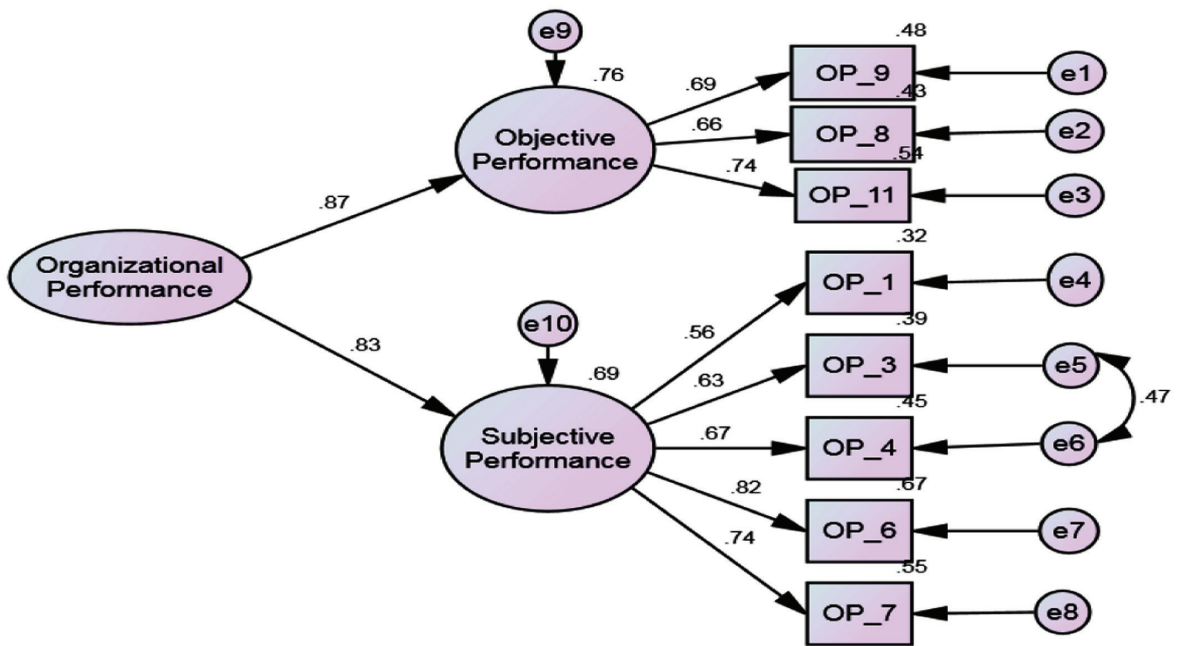 .48
e9
.76
.69
OP_9
e1
.43
.66
OP_8
e2
Objective
Performance
.54
.74
OP_11
e3
.87
.32
Organizational
Performance
OP_1
e4
e10
.56
.39
.83
.69
.63
OP_3
e5
.47
.45
Subjective
Performance
.67
OP_4
e6
.67
.82
OP_6
e7
.74
.55
OP_7
e8